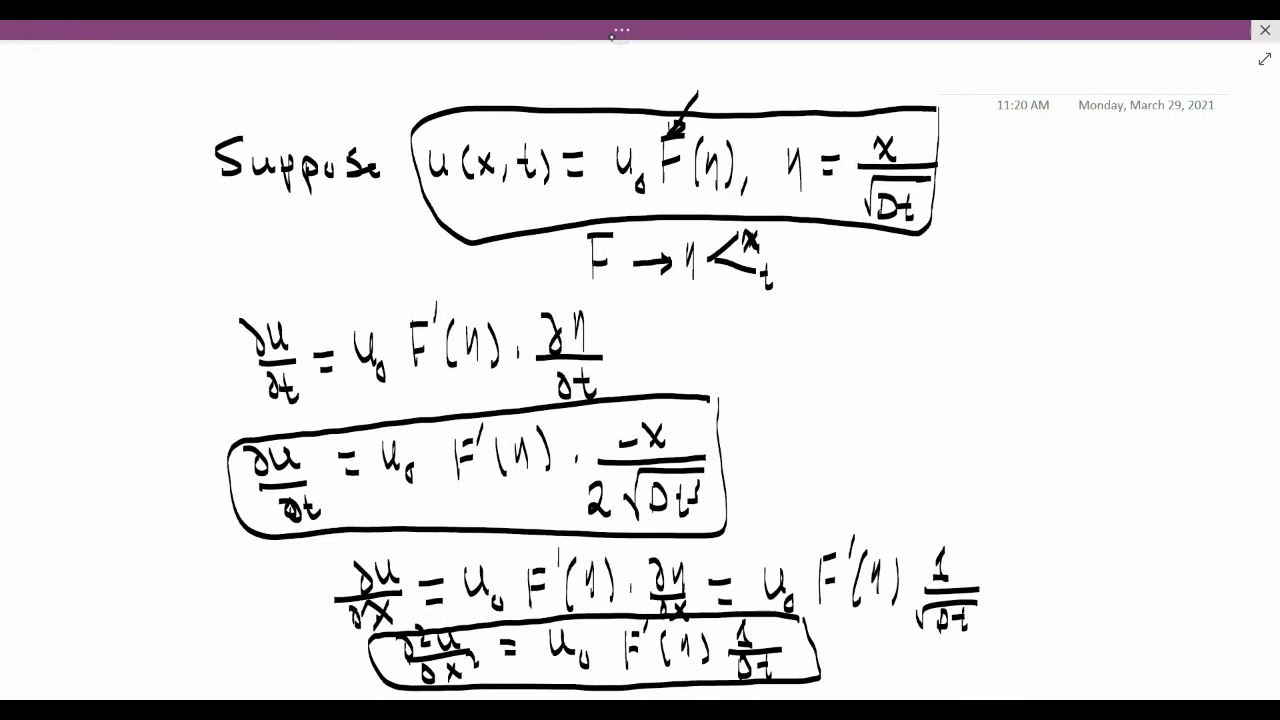 11:20 AM Monday, March 29, 2021
Suppose u(x,t) = u₀ F(η), η = x/√(Dt)
F → η < x t
∂u/∂t = u₀ F'(η) · ∂η/∂t
∂u/∂t = u₀ F'(η) · -x/(2√(Dt³))
∂u/∂x = u₀ F'(η) · ∂η/∂x = u₀ F'(η) 1/√(Dt)
∂²u/∂x² = u₀ F'(η) 1/(Dt)